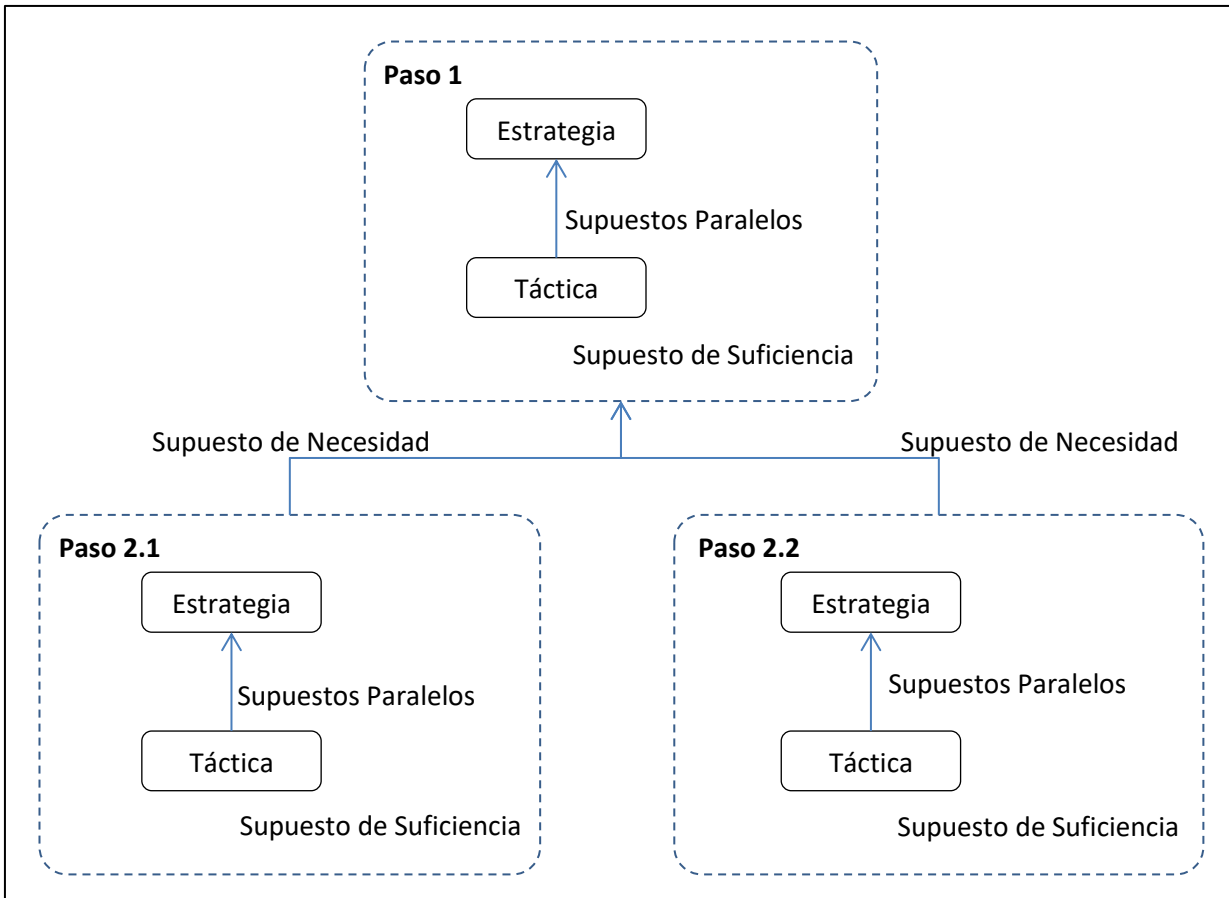 Paso 1
Estrategia
Supuestos Paralelos
Táctica
Supuesto de Suficiencia
Supuesto de Necesidad
Supuesto de Necesidad
Paso 2.1
Estrategia
Supuestos Paralelos
Táctica
Supuesto de Suficiencia
Paso 2.2
Estrategia
Supuestos Paralelos
Táctica
Supuesto de Suficiencia